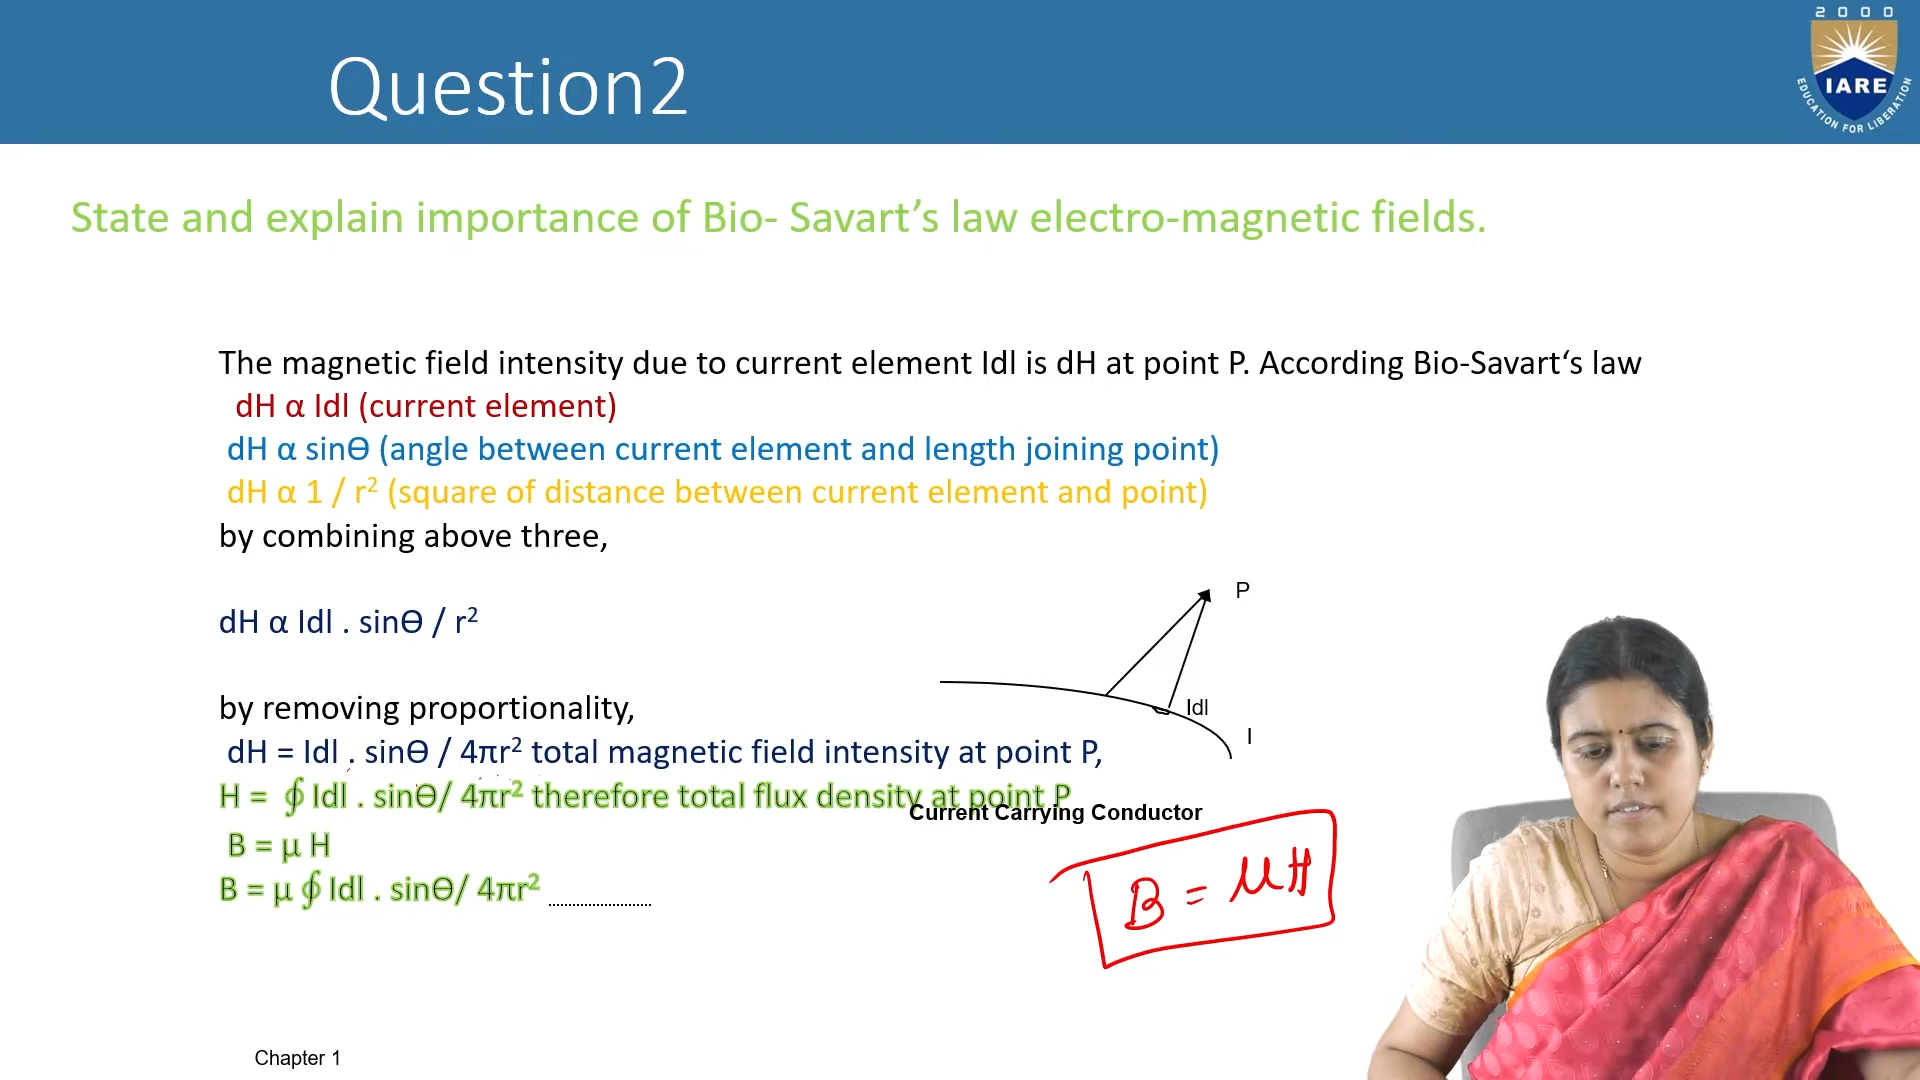 2 0 0 0
IARE
EDUCATION FOR LIBERATION
Question2
State and explain importance of Bio- Savart’s law electro-magnetic fields.
The magnetic field intensity due to current element Idl is dH at point P. According Bio-Savart‘s law
dH α Idl (current element)
dH α sinϴ (angle between current element and length joining point)
dH α 1 / r² (square of distance between current element and point)
by combining above three,
dH α Idl . sinϴ / r²
by removing proportionality,
dH = Idl . sinϴ / 4πr² total magnetic field intensity at point P,
H = ∮ Idl . sinϴ/ 4πr² therefore total flux density at point P
B = μ H
B = μ ∮ Idl . sinϴ/ 4πr² ........................
P
Idl
I
Current Carrying Conductor
B = μH
Chapter 1